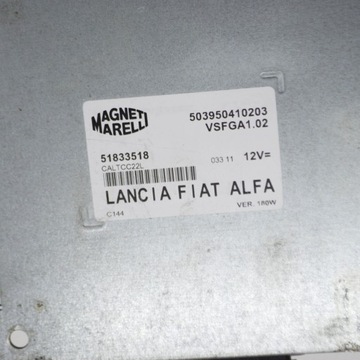 MAGNETI
MARELLI
503950410203
VSFGA1.02
51833518
CALTCC22L
033 11 12V=
LANCIA FIAT ALFA
C144
VER. 180W